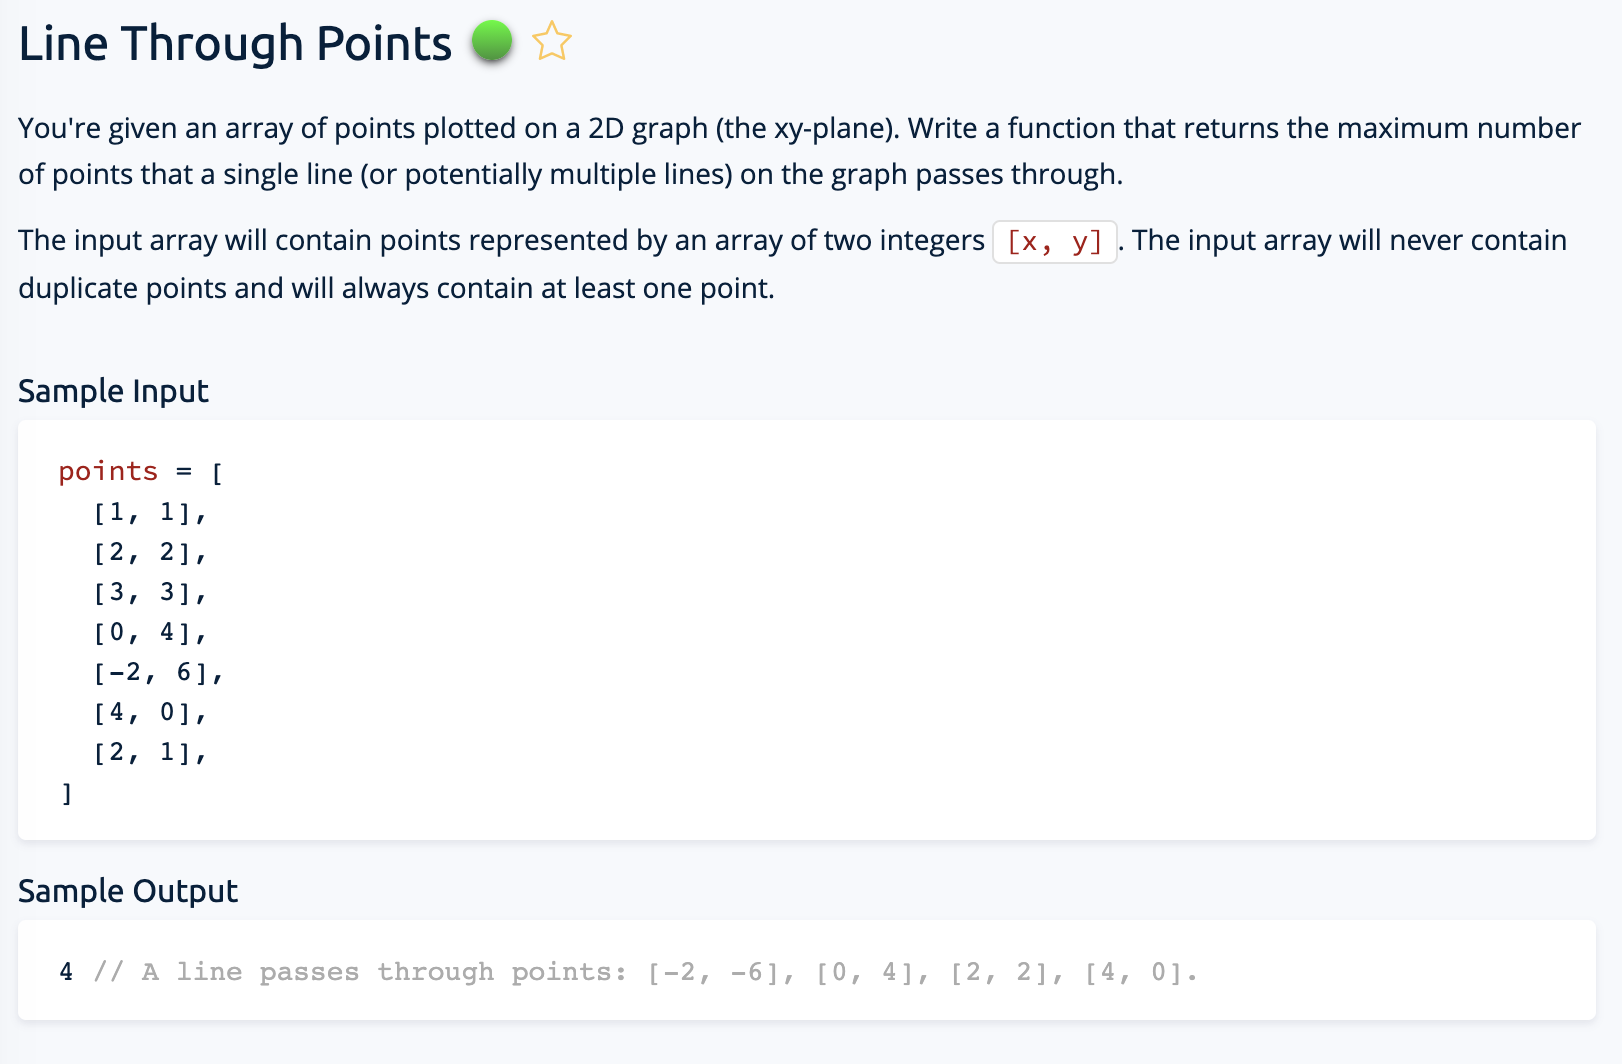 Line Through Points
You're given an array of points plotted on a 2D graph (the xy-plane). Write a function that returns the maximum number
of points that a single line (or potentially multiple lines) on the graph passes through.
The input array will contain points represented by an array of two integers [x, y]. The input array will never contain
duplicate points and will always contain at least one point.
Sample Input
points = [
  [1, 1],
  [2, 2],
  [3, 3],
  [0, 4],
  [-2, 6],
  [4, 0],
  [2, 1],
]
Sample Output
4 // A line passes through points: [-2, -6], [0, 4], [2, 2], [4, 0].